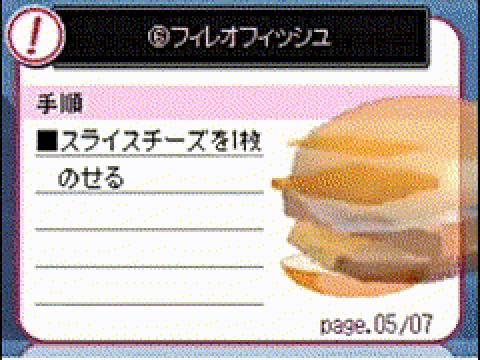 ⑥フィレオフィッシュ
手順
■スライスチーズを1枚
のせる
page.05/07